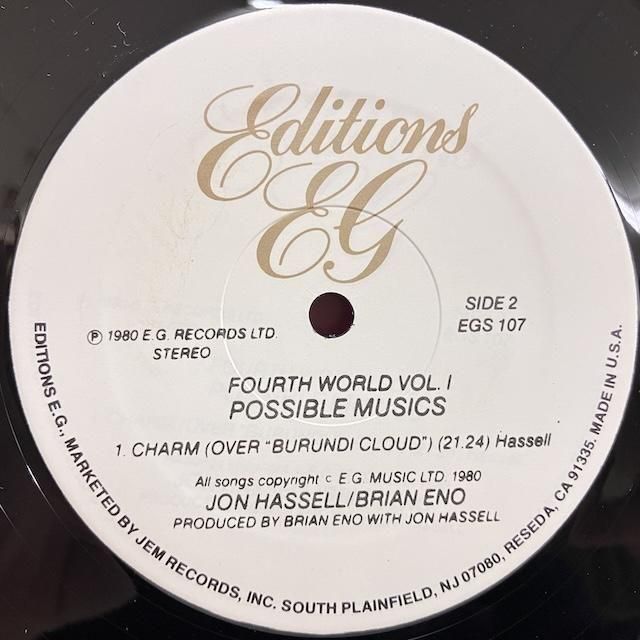 Editions
EG
SIDE 2
EGS 107
℗ 1980 E.G. RECORDS LTD.
STEREO
FOURTH WORLD VOL. I
POSSIBLE MUSICS
1. CHARM (OVER "BURUNDI CLOUD") (21.24) Hassell
All songs copyright c E.G. MUSIC LTD. 1980
JON HASSELL/BRIAN ENO
PRODUCED BY BRIAN ENO WITH JON HASSELL
EDITIONS E.G., MARKETED BY JEM RECORDS, INC. SOUTH PLAINFIELD, NJ 07080, RESEDA, CA 91335. MADE IN U.S.A.